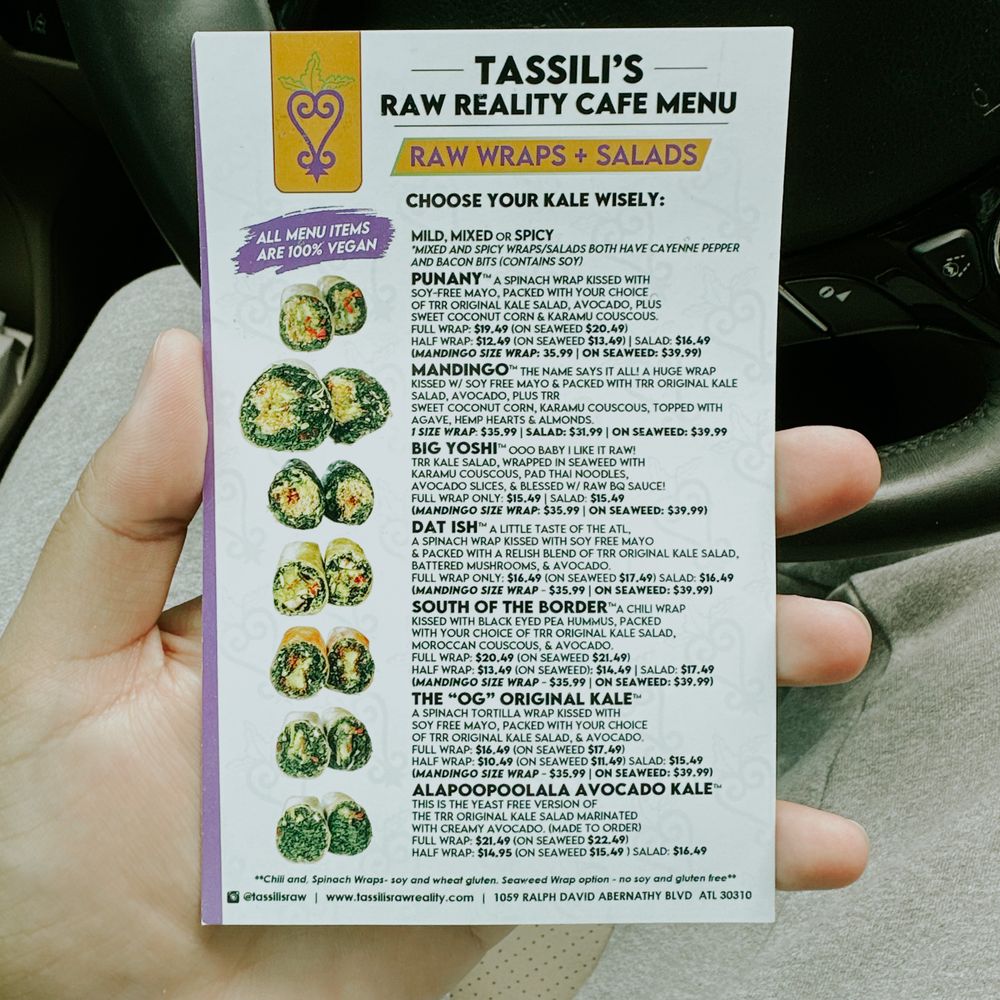 TASSILI'S
RAW REALITY CAFE MENU
RAW WRAPS + SALADS
CHOOSE YOUR KALE WISELY:
ALL MENU ITEMS
ARE 100% VEGAN
MILD, MIXED OR SPICY
*MIXED AND SPICY WRAPS/SALADS BOTH HAVE CAYENNE PEPPER
AND BACON BITS (CONTAINS SOY)
PUNANY™ A SPINACH WRAP KISSED WITH
SOY-FREE MAYO, PACKED WITH YOUR CHOICE
OF TRR ORIGINAL KALE SALAD, AVOCADO, PLUS
SWEET COCONUT CORN & KARAMU COUSCOUS.
FULL WRAP: $19.49 (ON SEAWEED $20.49)
HALF WRAP: $12.49 (ON SEAWEED $13.49) | SALAD: $16.49
(MANDINGO SIZE WRAP: 35.99 | ON SEAWEED: $39.99)
MANDINGO™ THE NAME SAYS IT ALL! A HUGE WRAP
KISSED W/ SOY FREE MAYO & PACKED WITH TRR ORIGINAL KALE
SALAD, AVOCADO, PLUS TRR
SWEET COCONUT CORN, KARAMU COUSCOUS, TOPPED WITH
AGAVE, HEMP HEARTS & ALMONDS.
1 SIZE WRAP: $35.99 | SALAD: $31.99 | ON SEAWEED: $39.99
BIG YOSHI™ OOO BABY I LIKE IT RAW!
TRR KALE SALAD, WRAPPED IN SEAWEED WITH
KARAMU COUSCOUS, PAD THAI NOODLES,
AVOCADO SLICES, & BLESSED W/ RAW BQ SAUCE!
FULL WRAP ONLY: $15.49 | SALAD: $15.49
(MANDINGO SIZE WRAP: $35.99 | ON SEAWEED: $39.99)
DAT ISH™ A LITTLE TASTE OF THE ATL,
A SPINACH WRAP KISSED WITH SOY FREE MAYO
& PACKED WITH A RELISH BLEND OF TRR ORIGINAL KALE SALAD,
BATTERED MUSHROOMS, & AVOCADO.
FULL WRAP ONLY: $16.49 (ON SEAWEED $17.49) SALAD: $16.49
(MANDINGO SIZE WRAP - $35.99 | ON SEAWEED: $39.99)
SOUTH OF THE BORDER™ A CHILI WRAP
KISSED WITH BLACK EYED PEA HUMMUS, PACKED
WITH YOUR CHOICE OF TRR ORIGINAL KALE SALAD,
MOROCCAN COUSCOUS, & AVOCADO.
FULL WRAP: $20.49 (ON SEAWEED $21.49)
HALF WRAP: $13.49 (ON SEAWEED); $14.49 | SALAD: $17.49
(MANDINGO SIZE WRAP - $35.99 | ON SEAWEED: $39.99)
THE "OG" ORIGINAL KALE™
A SPINACH TORTILLA WRAP KISSED WITH
SOY FREE MAYO, PACKED WITH YOUR CHOICE
OF TRR ORIGINAL KALE SALAD, & AVOCADO.
FULL WRAP: $16.49 (ON SEAWEED $17.49)
HALF WRAP: $10.49 (ON SEAWEED $11.49) SALAD: $15.49
(MANDINGO SIZE WRAP - $35.99 | ON SEAWEED: $39.99)
ALAPOOPOOLALA AVOCADO KALE™
THIS IS THE YEAST FREE VERSION OF
THE TRR ORIGINAL KALE SALAD MARINATED
WITH CREAMY AVOCADO. (MADE TO ORDER)
FULL WRAP: $21.49 (ON SEAWEED $22.49)
HALF WRAP: $14.95 (ON SEAWEED $15.49 ) SALAD: $16.49
**Chili and, Spinach Wraps- soy and wheat gluten. Seaweed Wrap option - no soy and gluten free**
@tassilisraw | www.tassilisrawreality.com | 1059 RALPH DAVID ABERNATHY BLVD ATL 30310